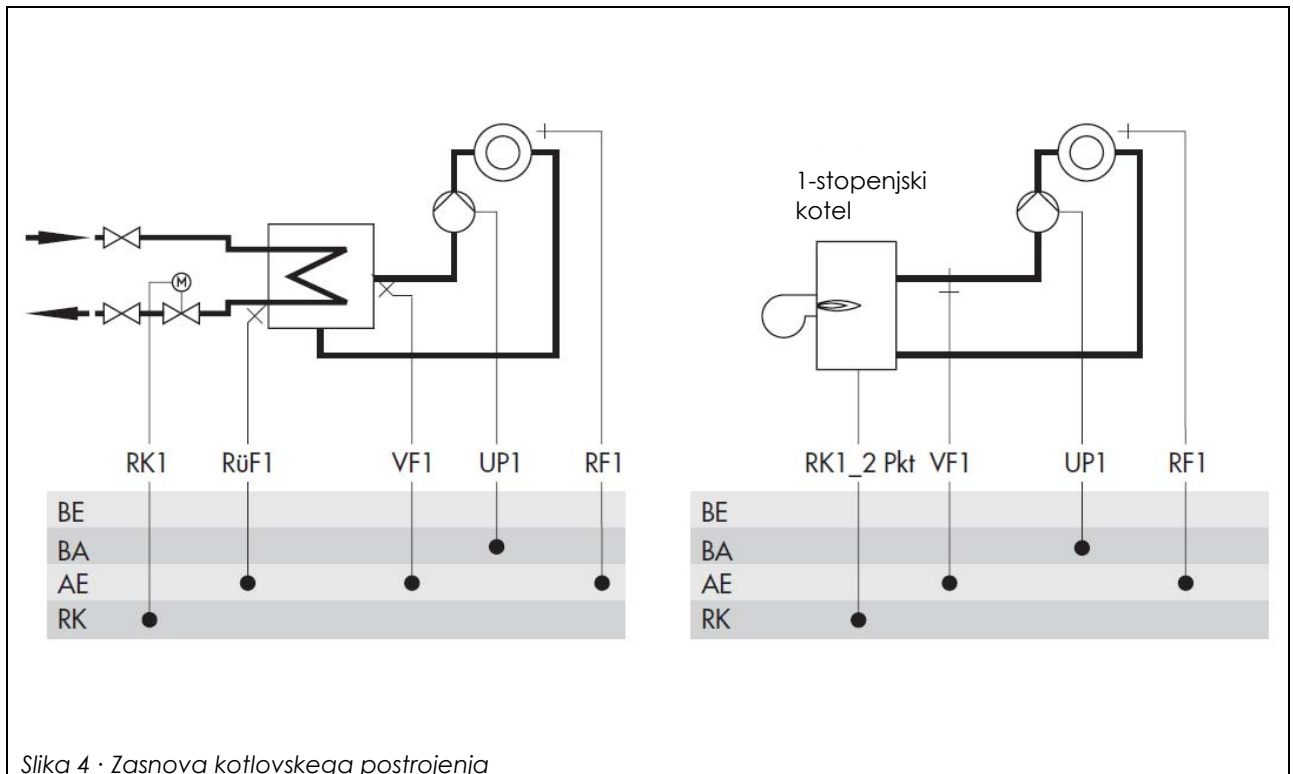 1-stopenjski
kotel
M
RK1 RüF1 VF1 UP1 RF1
BE
BA
AE
RK
RK1_2 Pkt VF1 UP1 RF1
BE
BA
AE
RK
Slika 4 · Zasnova kotlovskega postrojenja